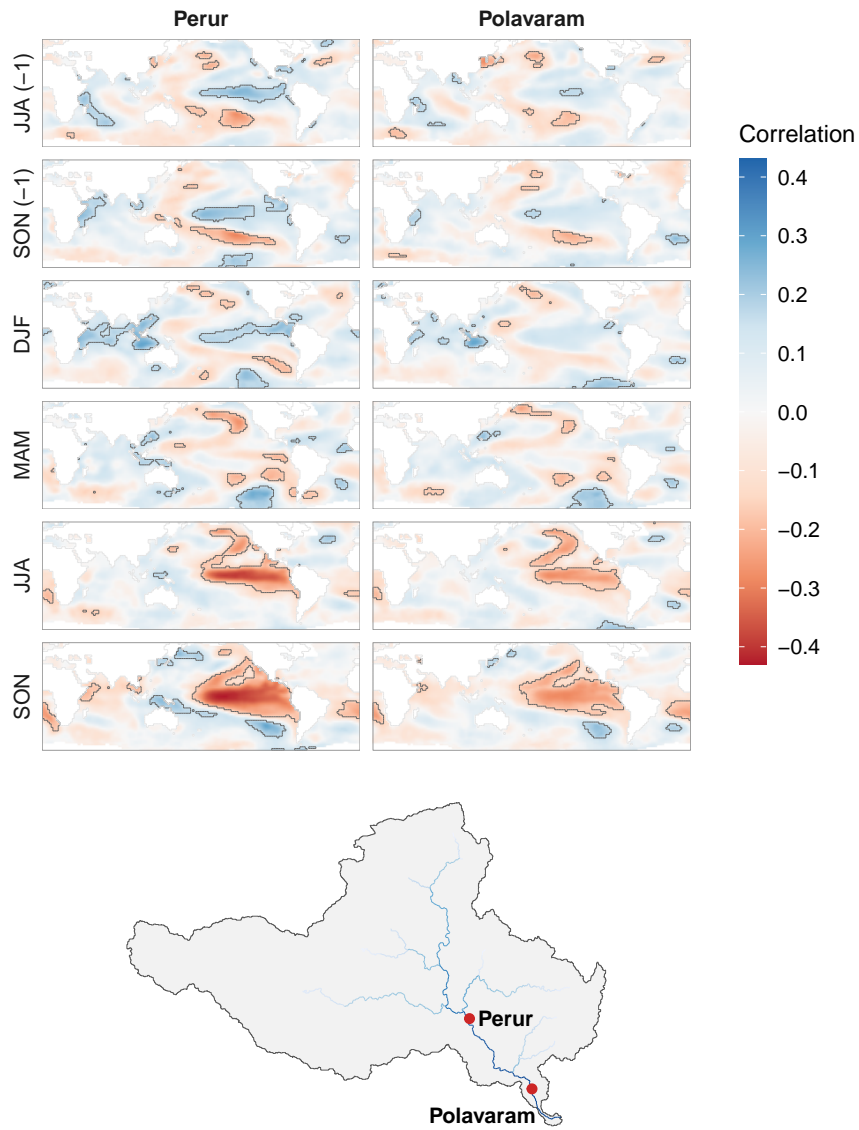 Perur Polavaram
JJA (−1)
SON (−1)
DJF
MAM
JJA
SON
Correlation
0.4
0.3
0.2
0.1
0.0
−0.1
−0.2
−0.3
−0.4
Perur
Polavaram